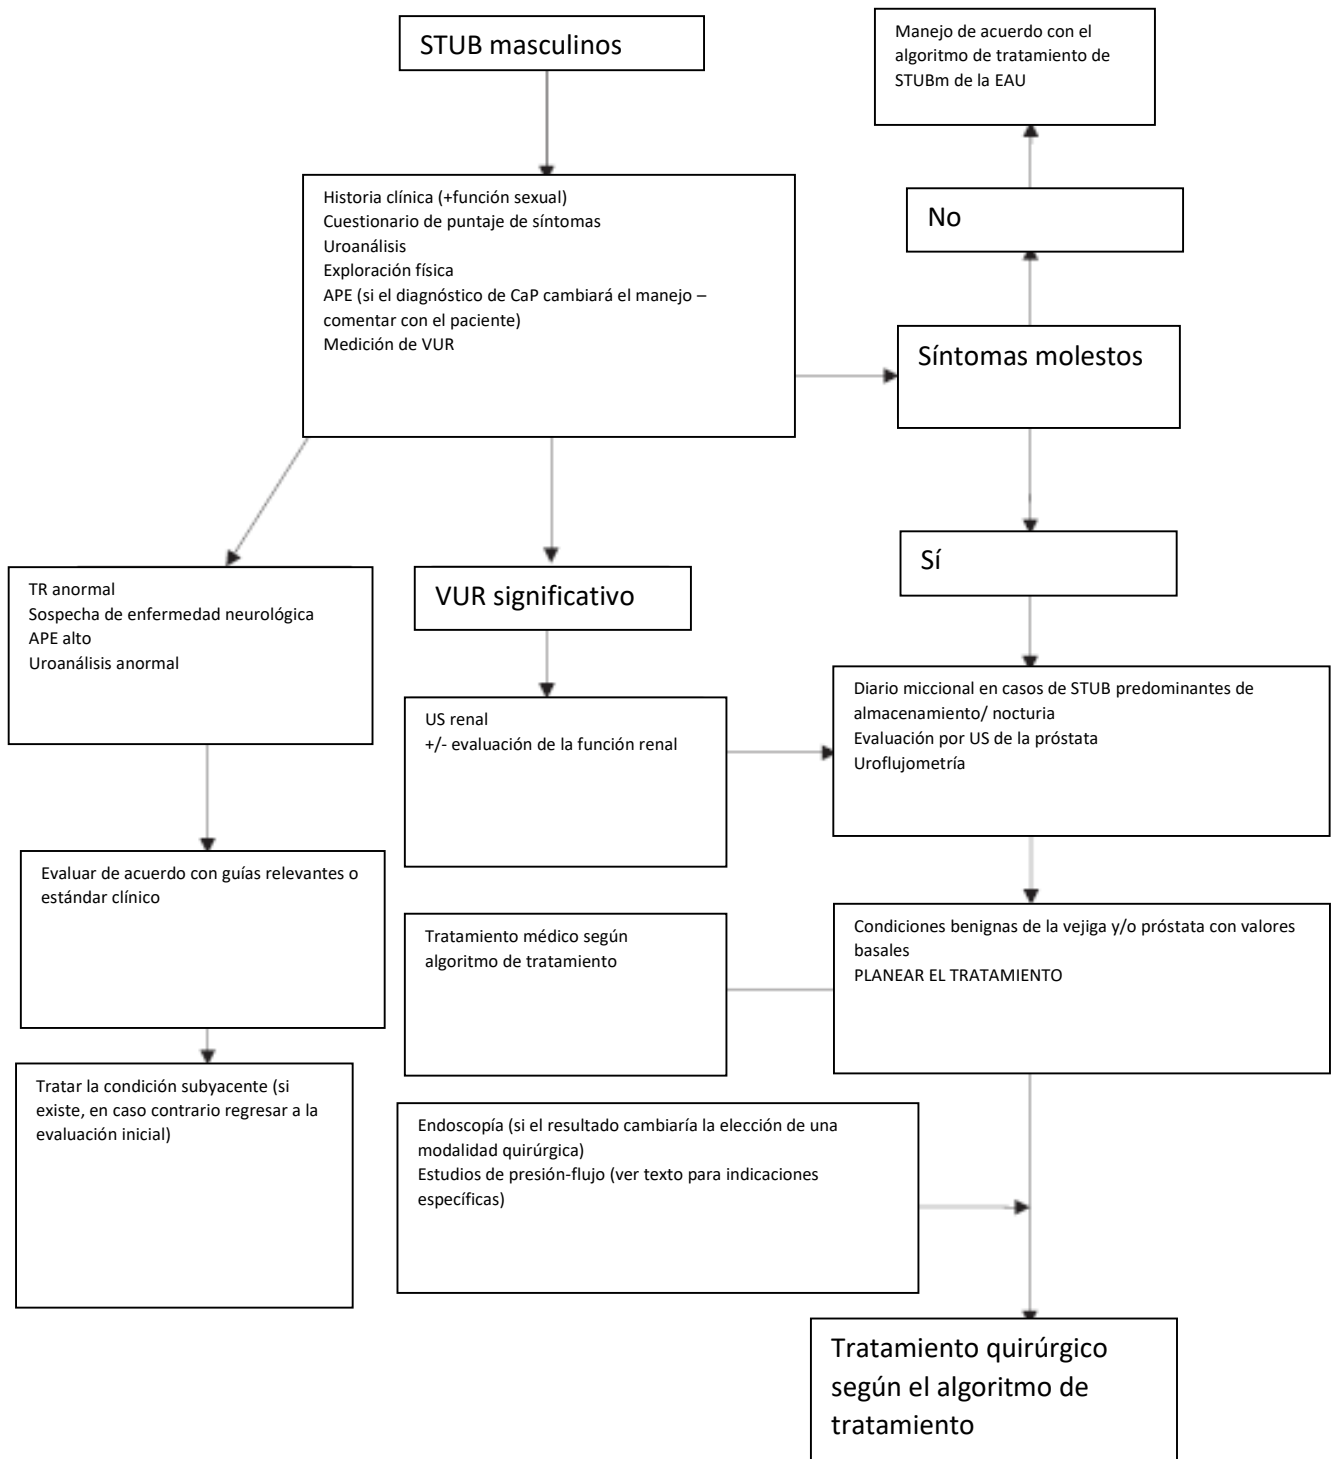 STUB masculinos
Manejo de acuerdo con el
algoritmo de tratamiento de
STUBm de la EAU
Historia clínica (+función sexual)
Cuestionario de puntaje de síntomas
Uroanálisis
Exploración física
APE (si el diagnóstico de CaP cambiará el manejo –
comentar con el paciente)
Medición de VUR
No
Síntomas molestos
Sí
TR anormal
Sospecha de enfermedad neurológica
APE alto
Uroanálisis anormal
VUR significativo
US renal
+/- evaluación de la función renal
Diario miccional en casos de STUB predominantes de
almacenamiento/ nocturia
Evaluación por US de la próstata
Uroflujometría
Evaluar de acuerdo con guías relevantes o
estándar clínico
Tratamiento médico según
algoritmo de tratamiento
Condiciones benignas de la vejiga y/o próstata con valores
basales
PLANEAR EL TRATAMIENTO
Tratar la condición subyacente (si
existe, en caso contrario regresar a la
evaluación inicial)
Endoscopía (si el resultado cambiaría la elección de una
modalidad quirúrgica)
Estudios de presión-flujo (ver texto para indicaciones
específicas)
Tratamiento quirúrgico
según el algoritmo de
tratamiento